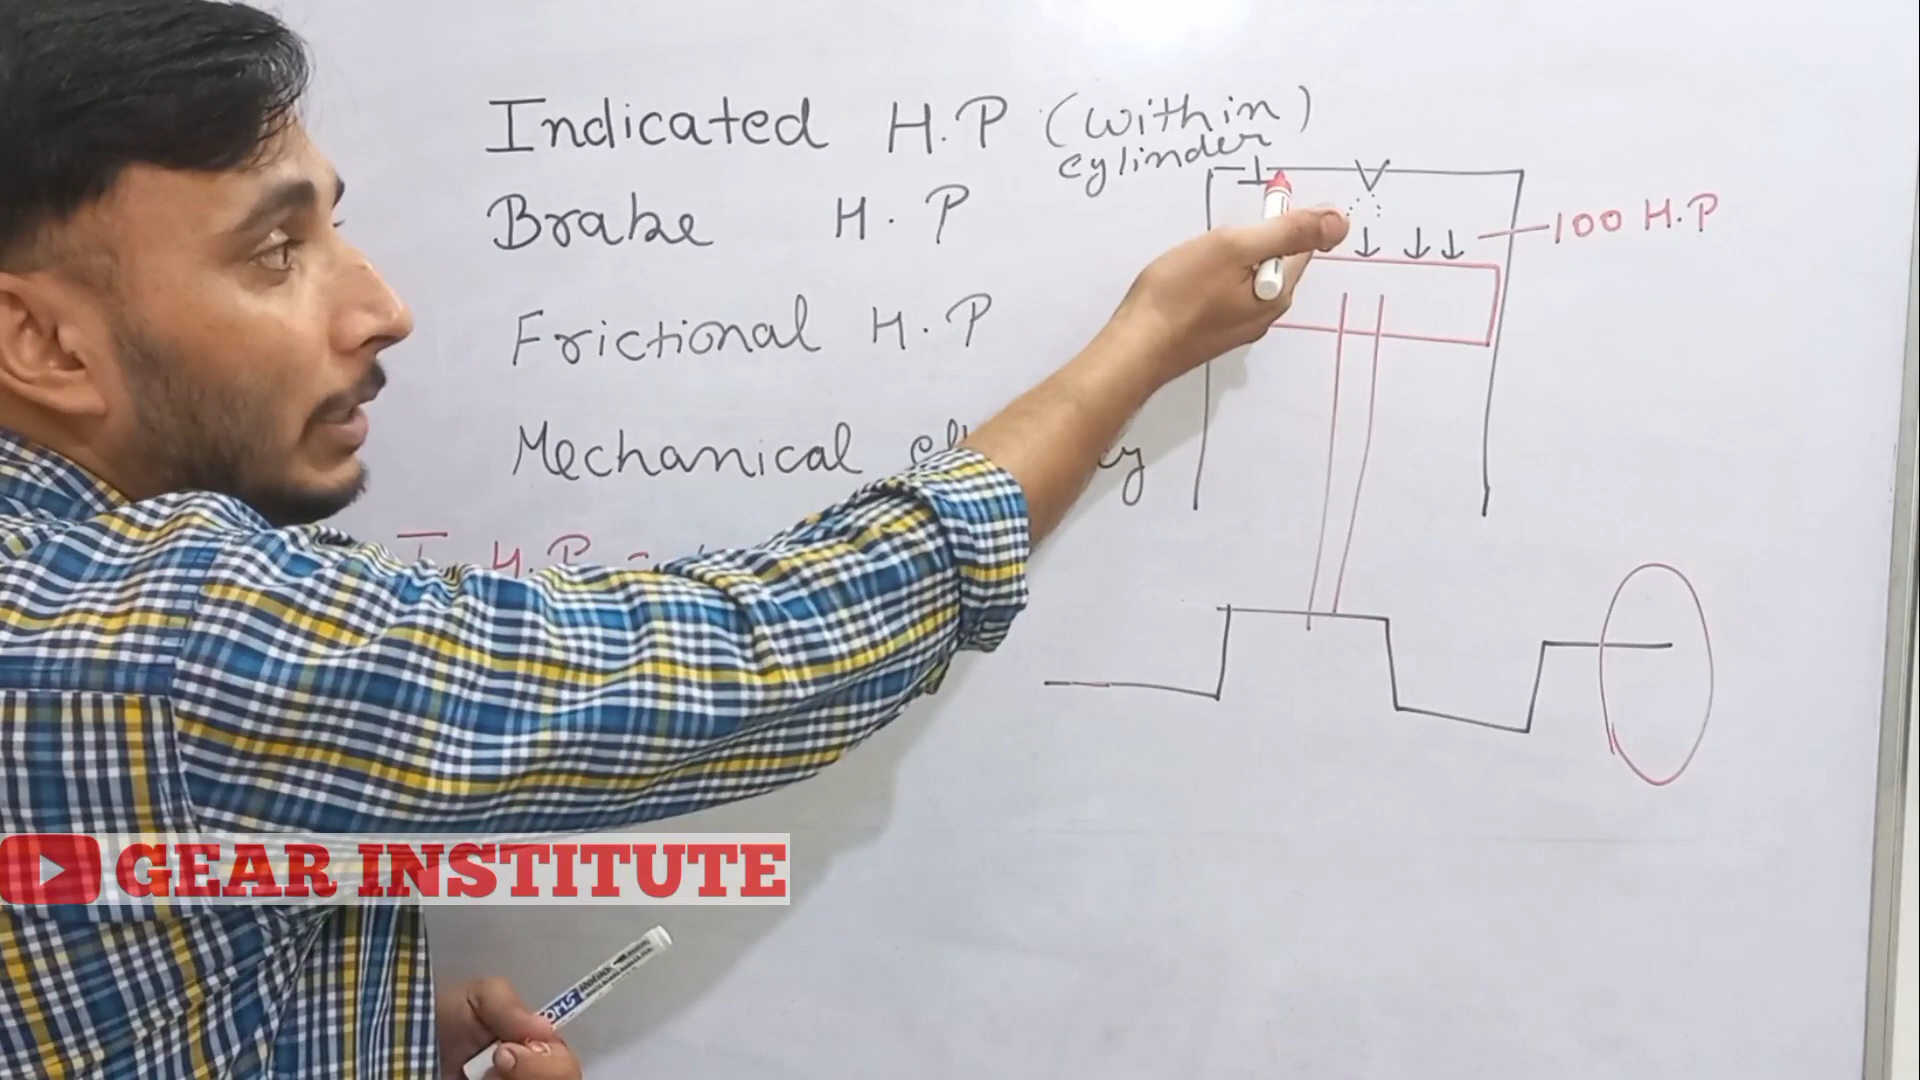 Indicated H.P (within)
cylinder
Brake H.P
100 H.P
Frictional H.P
Mechanical
I H.P =
GEAR INSTITUTE